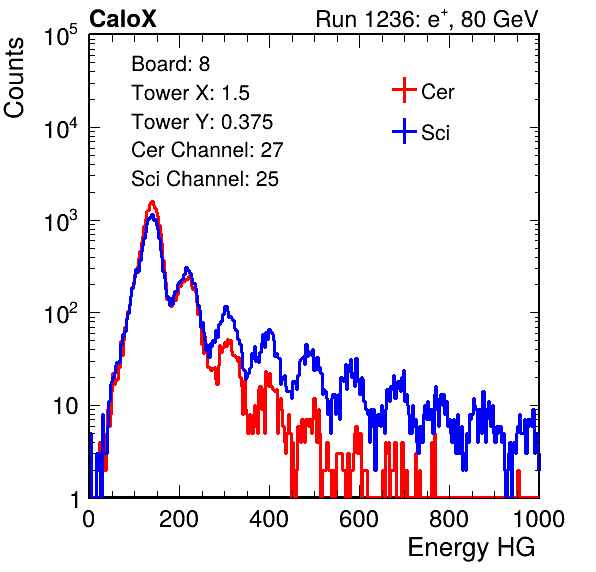 CaloX Run 1236: e⁺, 80 GeV
Board: 8
Tower X: 1.5
Tower Y: 0.375
Cer Channel: 27
Sci Channel: 25
Cer
Sci
Counts
10⁵
10⁴
10³
10²
10
1
0 200 400 600 800 1000
Energy HG